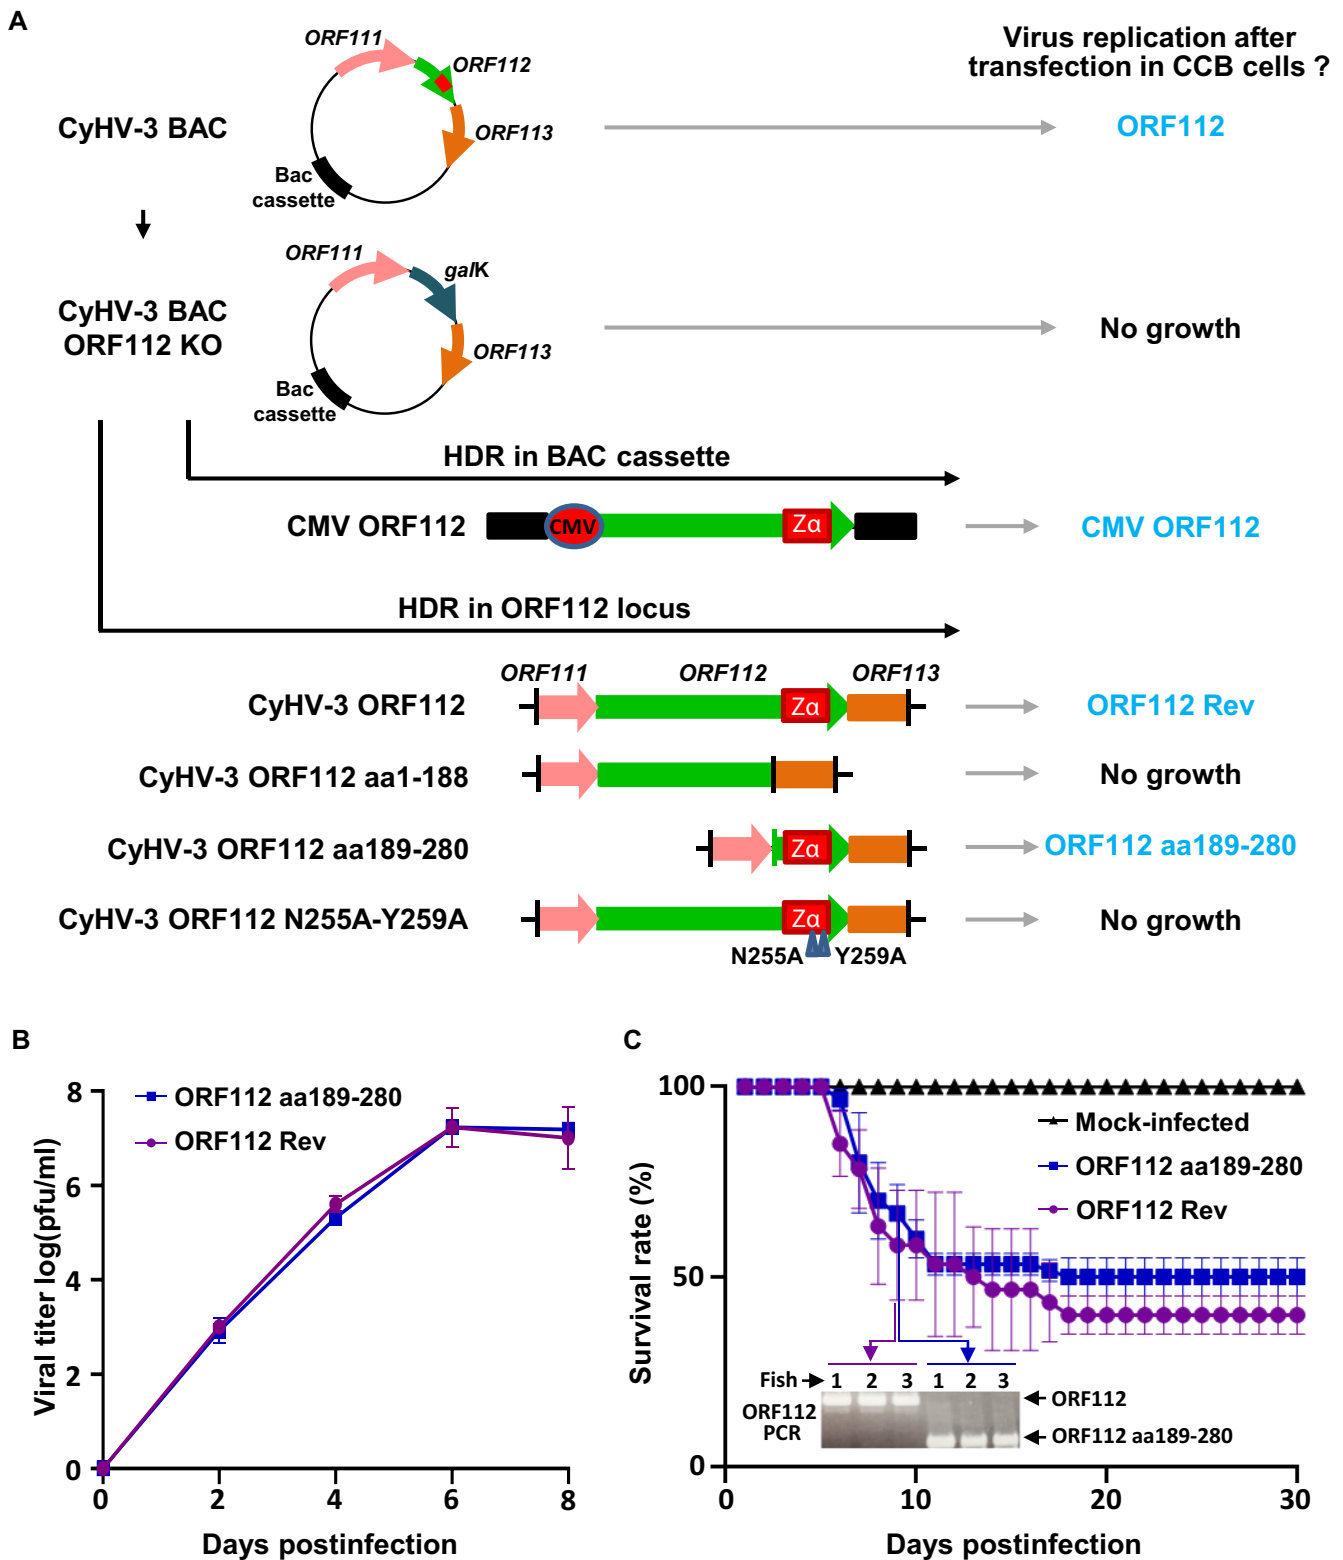 A
Virus replication after
transfection in CCB cells ?
ORF111
ORF112
CyHV-3 BAC
ORF113
ORF112
Bac
cassette
ORF111
galK
CyHV-3 BAC
ORF112 KO
ORF113
No growth
Bac
cassette
HDR in BAC cassette
CMV ORF112
CMV
Zα
CMV ORF112
HDR in ORF112 locus
ORF111
ORF112
ORF113
CyHV-3 ORF112
Zα
ORF112 Rev
CyHV-3 ORF112 aa1-188
No growth
CyHV-3 ORF112 aa189-280
Zα
ORF112 aa189-280
CyHV-3 ORF112 N255A-Y259A
Zα
No growth
N255A
Y259A
B
8
6
4
2
0
Viral titer log(pfu/ml)
ORF112 aa189-280
ORF112 Rev
0
2
4
6
8
Days postinfection
C
100
50
0
Survival rate (%)
Mock-infected
ORF112 aa189-280
ORF112 Rev
Fish
1
2
3
1
2
3
ORF112
PCR
ORF112
ORF112 aa189-280
0
10
20
30
Days postinfection